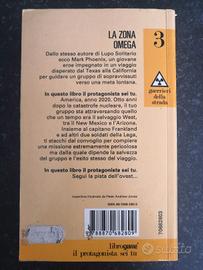 LA ZONA
OMEGA
Dallo stesso autore di Lupo Solitario
ecco Mark Phoenix, un giovane
eroe impegnato in un viaggio
disperato dal Texas alla California
per guidare un gruppo di sopravvissuti
verso una meta lontana.
In questo libro il protagonista sei tu.
America, anno 2020. Otto anni
dopo la catastrofe nucleare, il tuo
gruppo sta attraversando quello
che un tempo era il selvaggio West,
tra il New Mexico e l'Arizona.
Insieme al capitano Frankland
e ad altri due soldati della Lega,
ti stacchi dal convoglio per compiere
una missione estremamente pericolosa
ma dalla quale dipende la salvezza
del gruppo e l'esito stesso del viaggio.
In questo libro il protagonista sei tu.
Segui la pista dell'ovest...
3
guerrieri
della
strada
9 788870 682809
librogame
il protagonista sei tu
subito